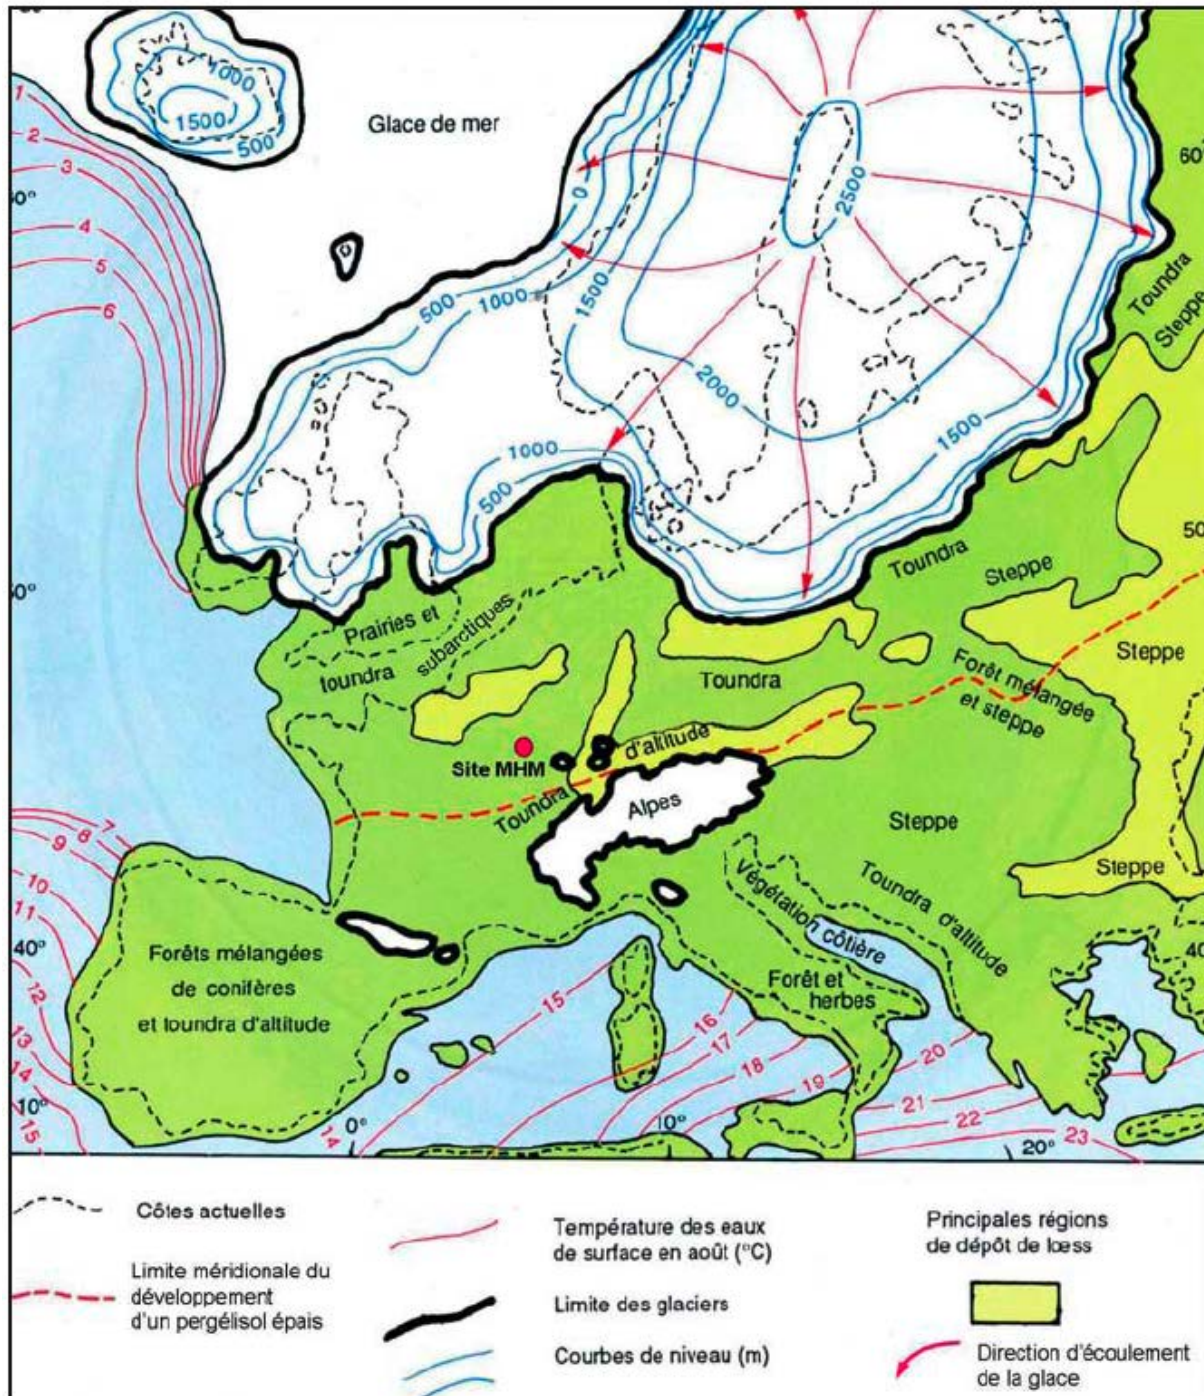 1000
1500
500
Glace de mer
1
2
3
4
5
6
0
2500
60°
500
1000
1500
2000
Toundra
Steppe
1500
1000
500
50
Toundra
Steppe
Prairies et
toundra
subarctiques
Toundra
Forêt mélangée
et steppe
Steppe
d'altitude
Site MHM
Toundra
Alpes
Steppe
Steppe
7
8
9
10
11
12
13
14
15
40°
Forêts mélangées
de conifères
et toundra d'altitude
Végétation côtière
Toundra d'altitude
Forêt et
herbes
40
15
16
17
18
19
20
21
22
23
10°
0°
14
10°
20°
Côtes actuelles
Limite méridionale du
développement
d'un pergélisol épais
Température des eaux
de surface en août (°C)
Limite des glaciers
Courbes de niveau (m)
Principales régions
de dépôt de lœss
Direction d'écoulement
de la glace